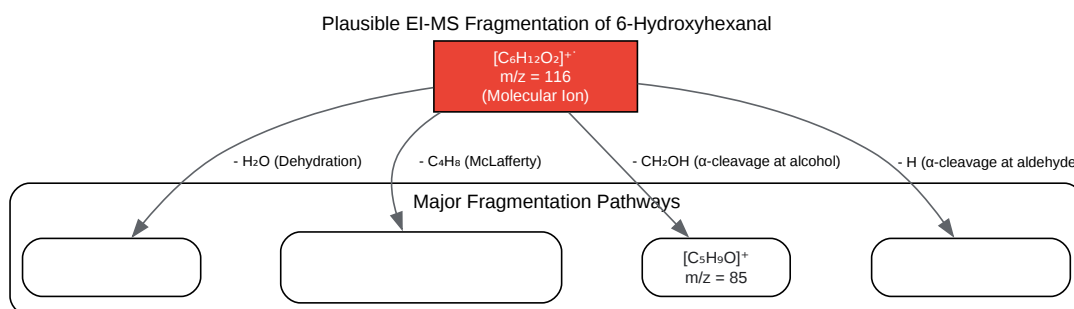 Plausible EI-MS Fragmentation of 6-Hydroxyhexanal
[C₆H₁₂O₂]⁺˙
m/z = 116
(Molecular Ion)
- H₂O (Dehydration)
- C₄H₈ (McLafferty)
- CH₂OH (α-cleavage at alcohol)
- H (α-cleavage at aldehyde
Major Fragmentation Pathways
[C₅H₉O]⁺
m/z = 85